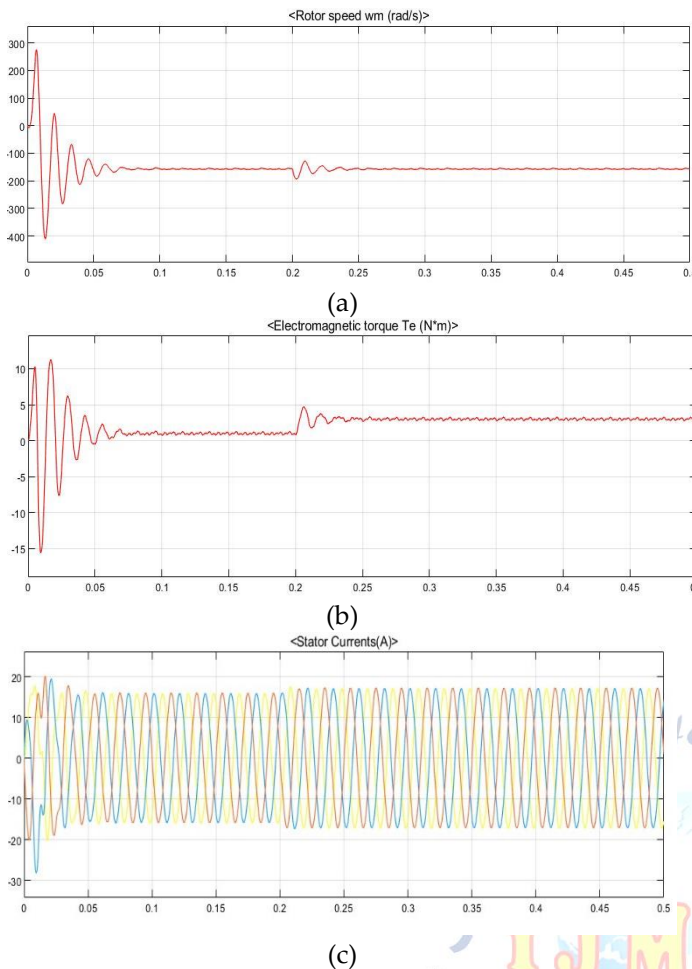 <Rotor speed wm (rad/s)>
300
200
100
0
-100
-200
-300
-400
0 0.05 0.1 0.15 0.2 0.25 0.3 0.35 0.4 0.45
(a)
<Electromagnetic torque Te (N*m)>
10
5
0
-5
-10
-15
0 0.05 0.1 0.15 0.2 0.25 0.3 0.35 0.4 0.45
(b)
<Stator Currents(A)>
20
10
0
-10
-20
-30
0 0.05 0.1 0.15 0.2 0.25 0.3 0.35 0.4 0.45 0.5
(c)